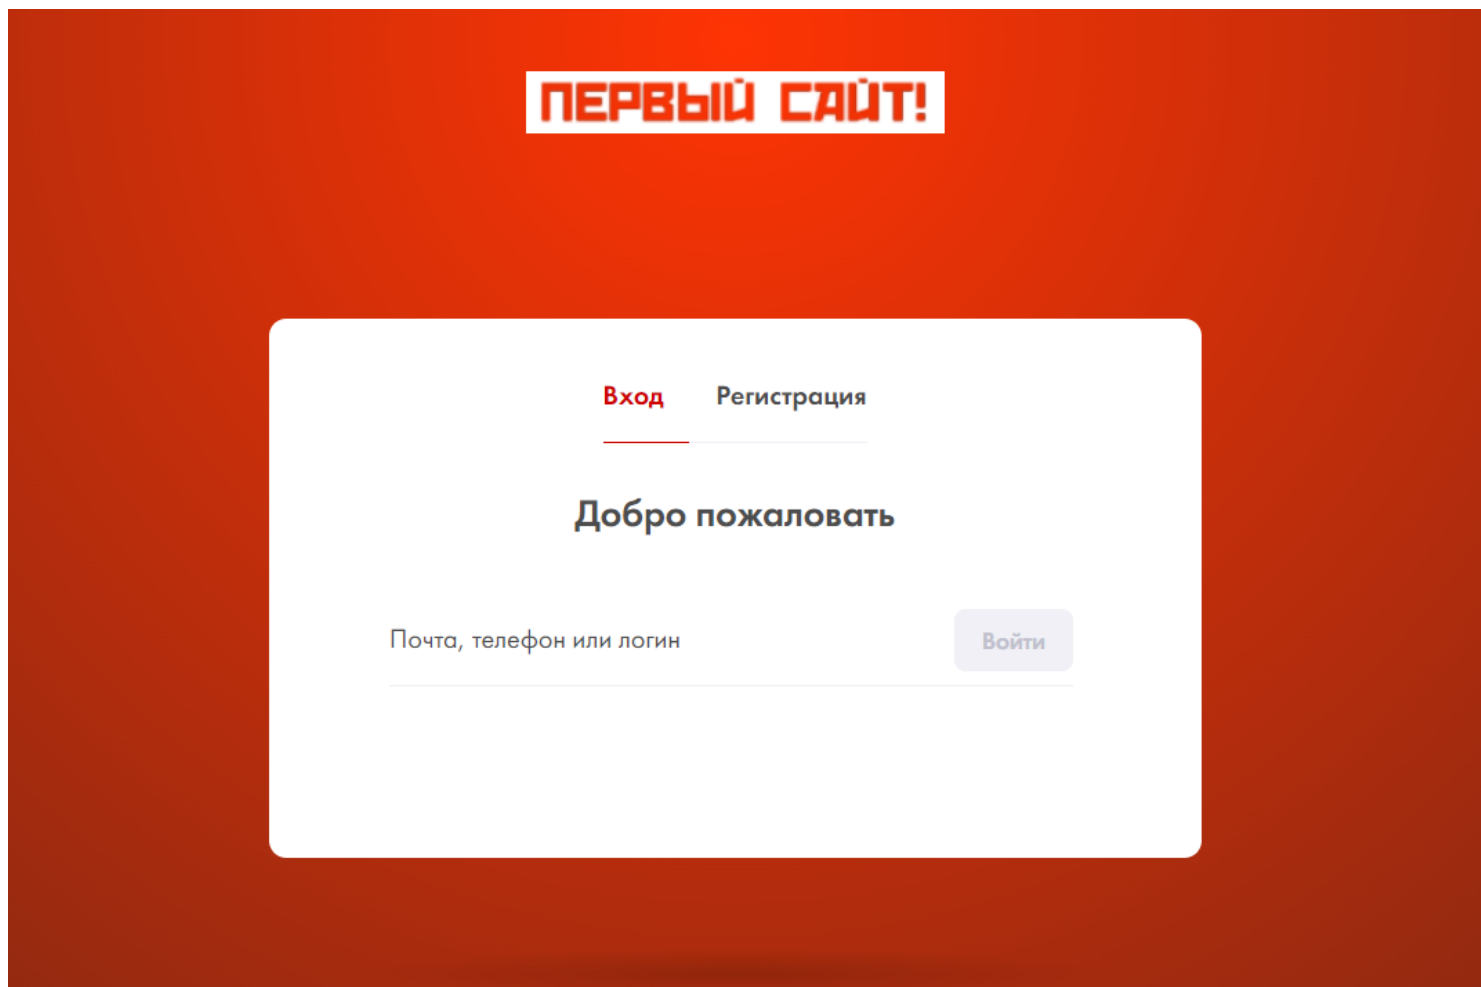 ПЕРВЫЙ САЙТ!
Вход Регистрация
Добро пожаловать
Почта, телефон или логин Войти